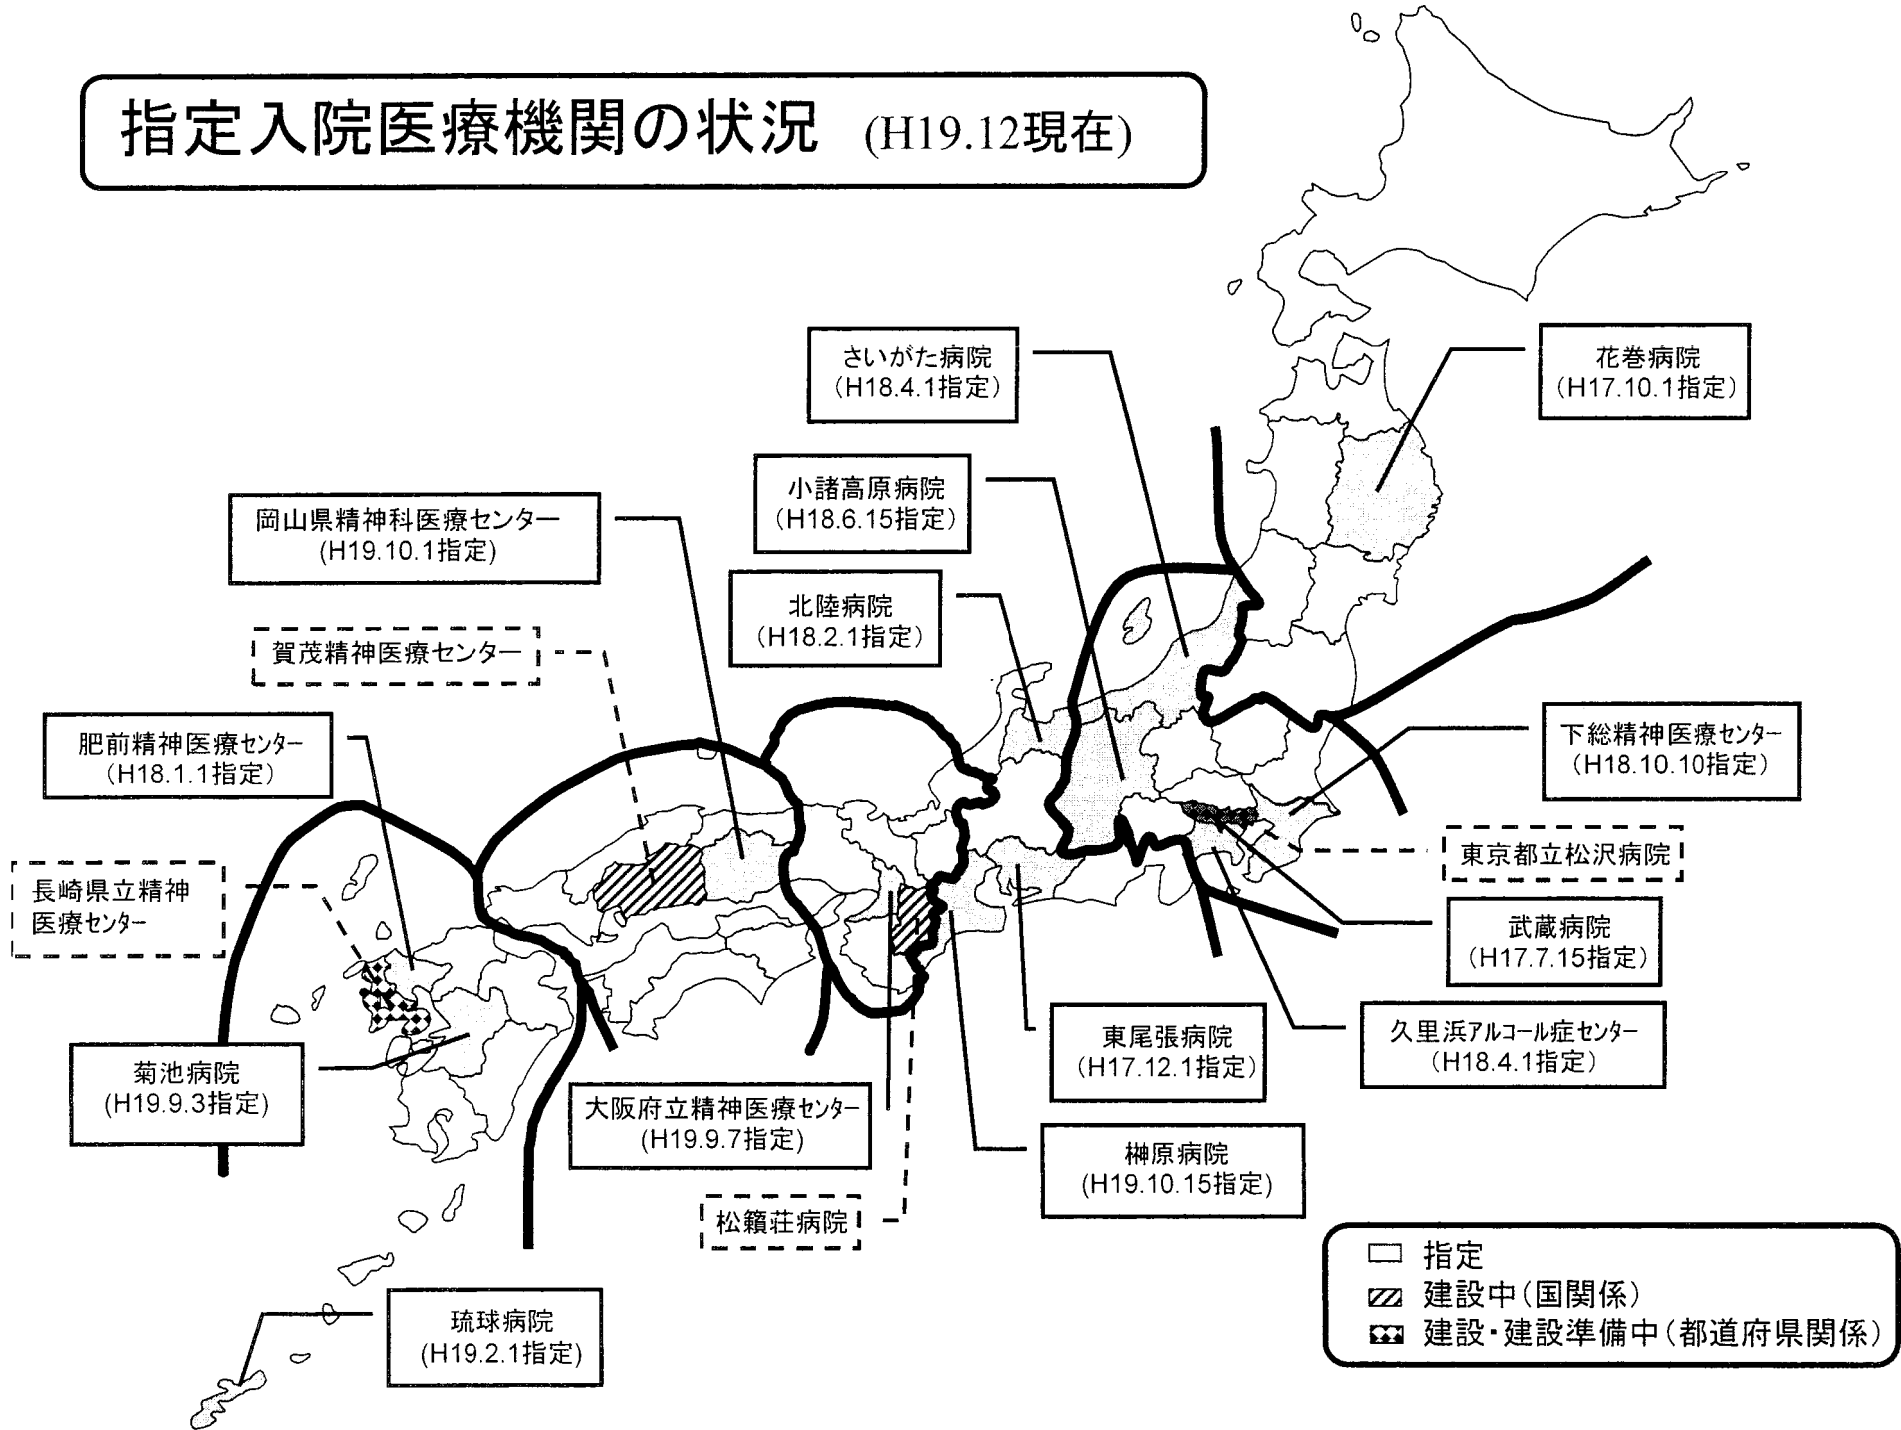 指定入院医療機関の状況 (H19.12現在)
さいがた病院
(H18.4.1指定)
花巻病院
(H17.10.1指定)
小諸高原病院
(H18.6.15指定)
岡山県精神科医療センター
(H19.10.1指定)
北陸病院
(H18.2.1指定)
賀茂精神医療センター
肥前精神医療センター
(H18.1.1指定)
下総精神医療センター
(H18.10.10指定)
東京都立松沢病院
長崎県立精神
医療センター
武蔵病院
(H17.7.15指定)
東尾張病院
(H17.12.1指定)
久里浜アルコール症センター
(H18.4.1指定)
菊池病院
(H19.9.3指定)
大阪府立精神医療センター
(H19.9.7指定)
榊原病院
(H19.10.15指定)
松籟荘病院
琉球病院
(H19.2.1指定)
指定
建設中(国関係)
建設・建設準備中(都道府県関係)